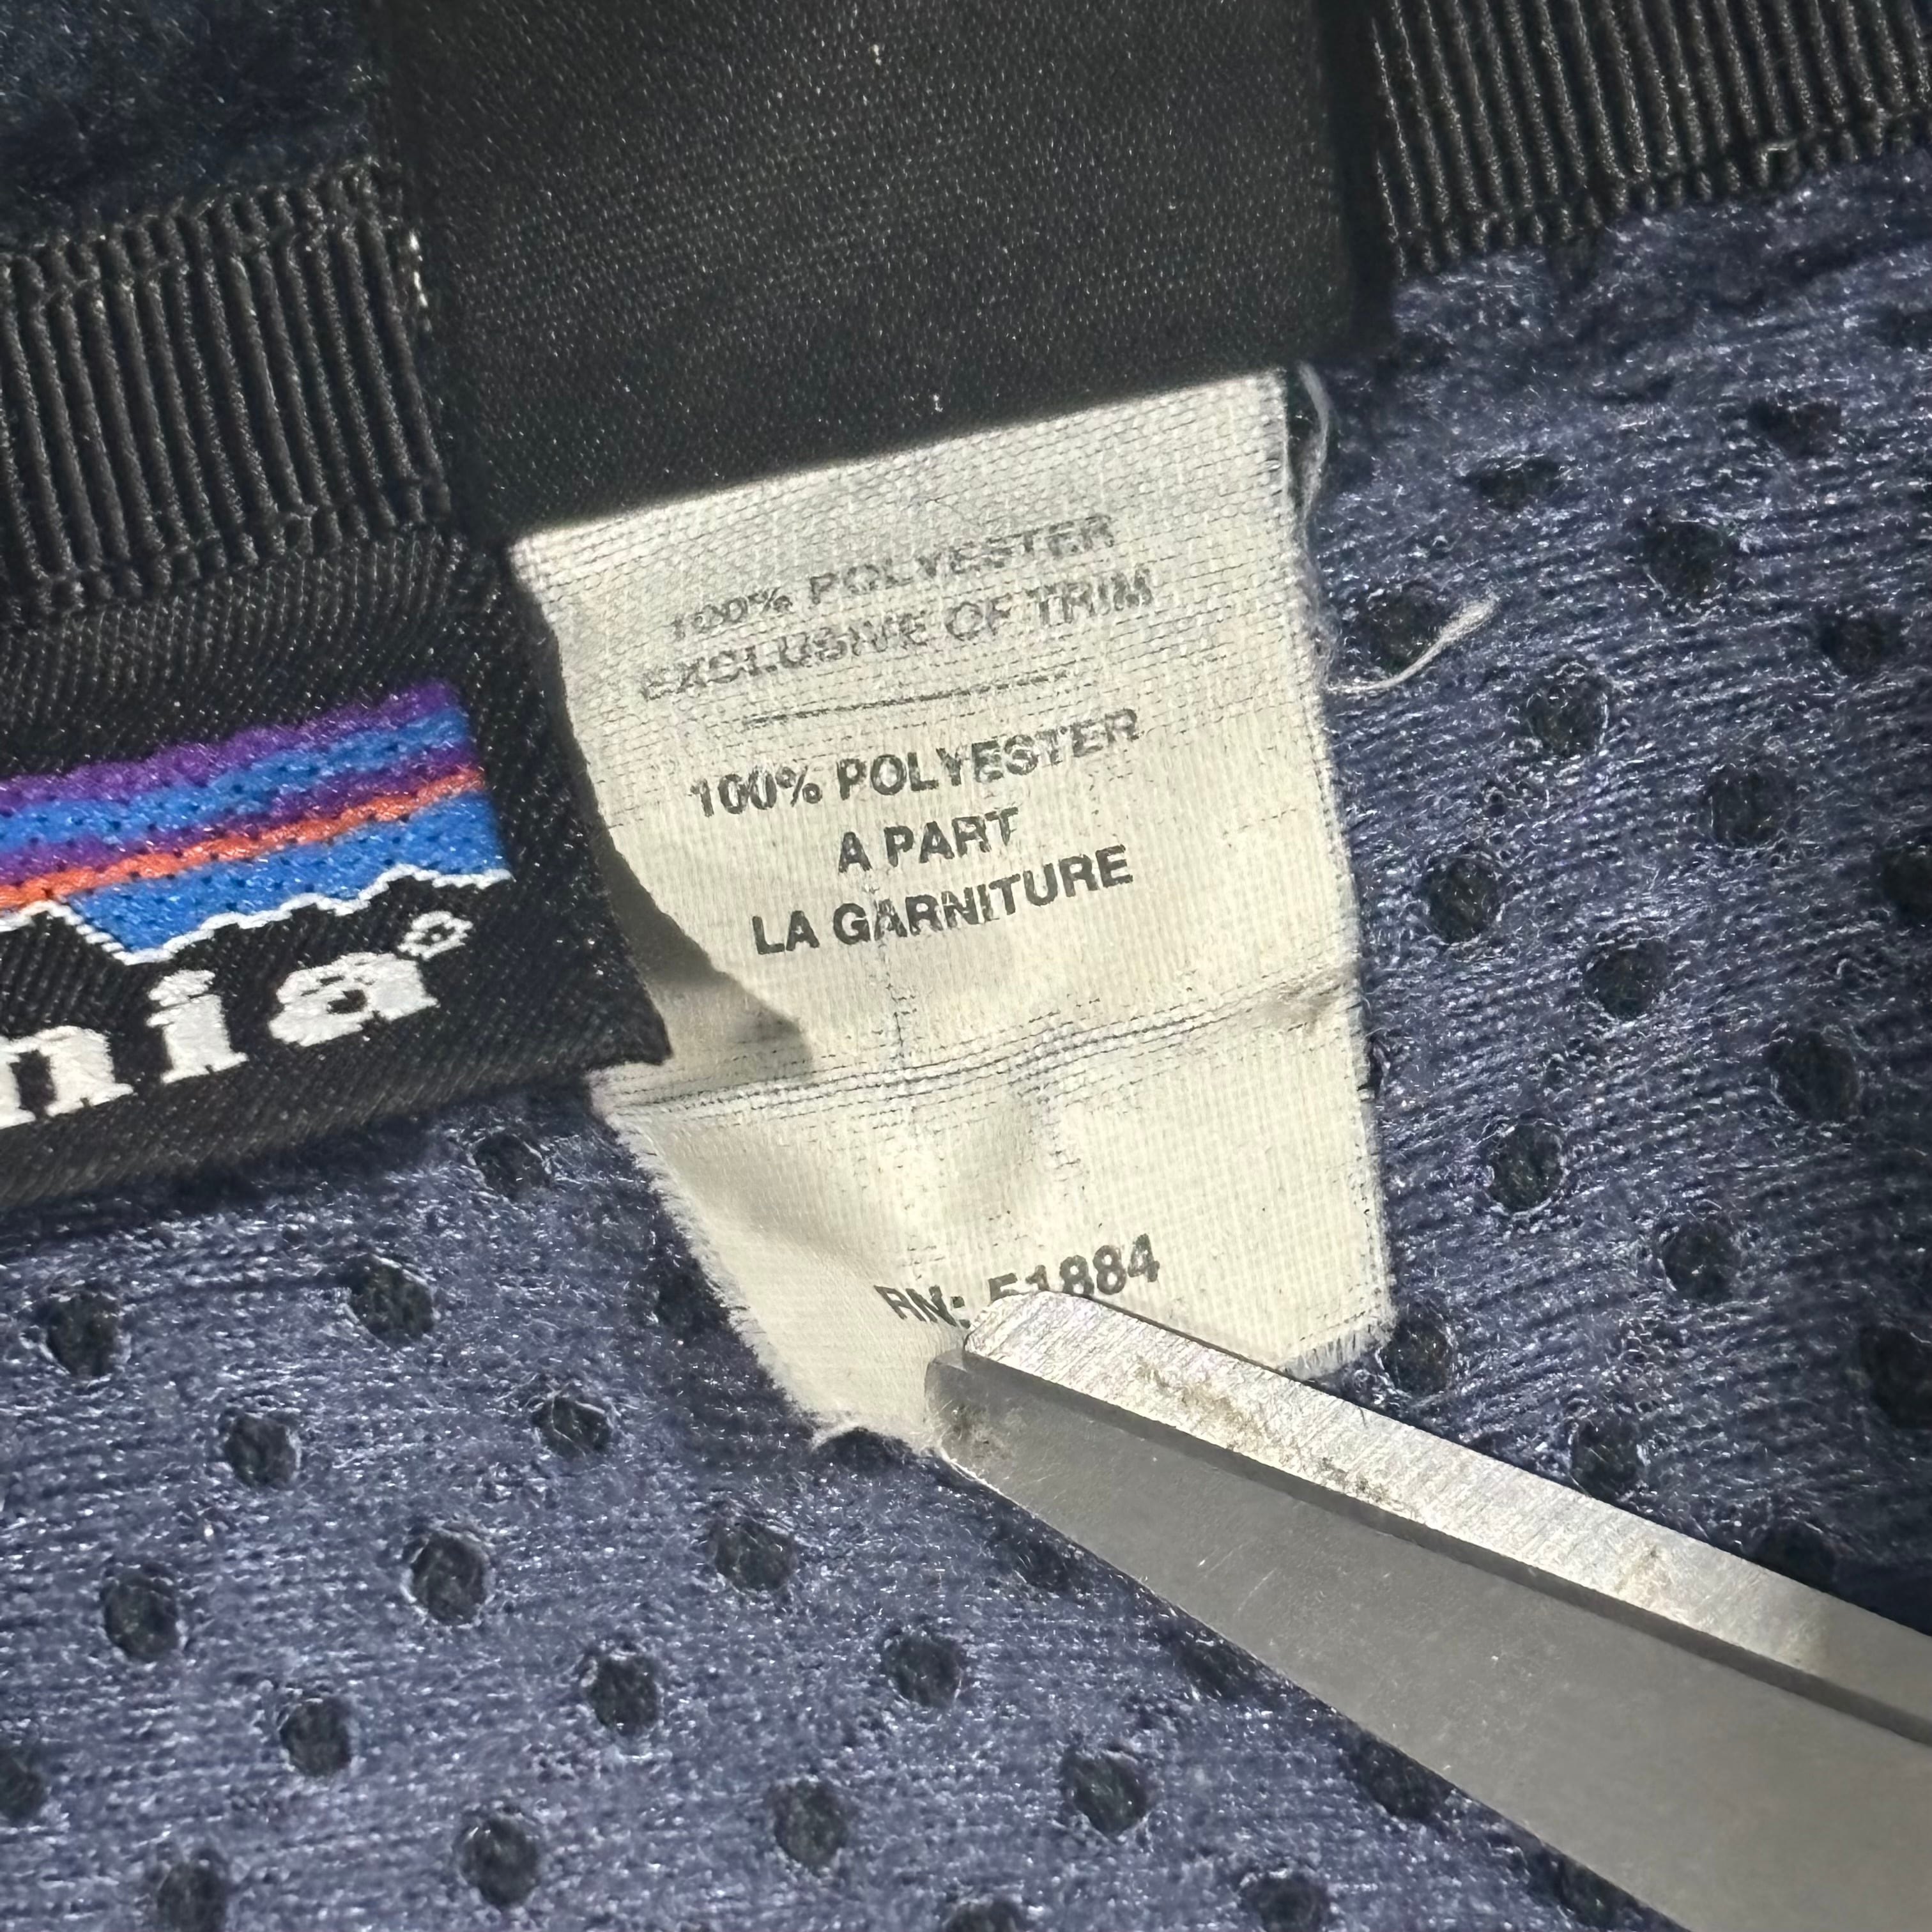 100% POLYESTER
EXCLUSIVE OF TRIM
100% POLYESTER
A PART
LA GARNITURE
RN: 51884
nia®